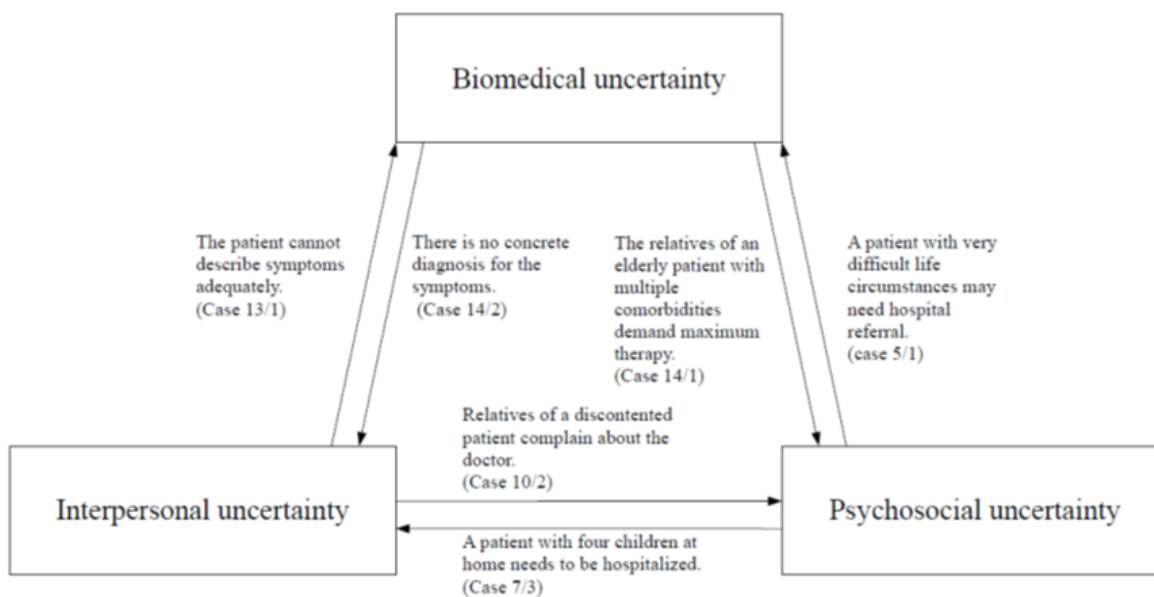 Biomedical uncertainty
The patient cannot
describe symptoms
adequately.
(Case 13/1)
There is no concrete
diagnosis for the
symptoms.
(Case 14/2)
The relatives of an
elderly patient with
multiple
comorbidities
demand maximum
therapy.
(Case 14/1)
A patient with very
difficult life
circumstances may
need hospital
referral.
(case 5/1)
Relatives of a discontented
patient complain about the
doctor.
(Case 10/2)
Interpersonal uncertainty
Psychosocial uncertainty
A patient with four children at
home needs to be hospitalized.
(Case 7/3)